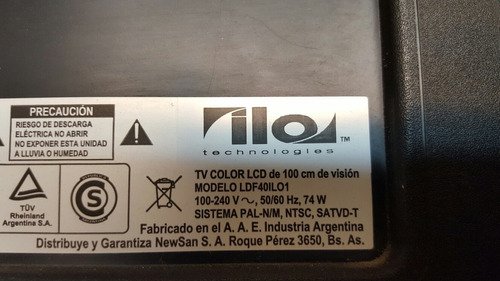 PRECAUCIÓN
RIESGO DE DESCARGA
ELÉCTRICA NO ABRIR
NO EXPONER ESTA UNIDAD
A LLUVIA O HUMEDAD
ilo
technologies ™
TÜV
Rheinland
Argentina S.A.
S
TV COLOR LCD de 100 cm de visión
MODELO LDF40ILO1
100-240 V ~, 50/60 Hz, 74 W
SISTEMA PAL-N/M, NTSC, SATVD-T
Fabricado en el A. A. E. Industria Argentina
Distribuye y Garantiza NewSan S. A. Roque Pérez 3650, Bs. As.